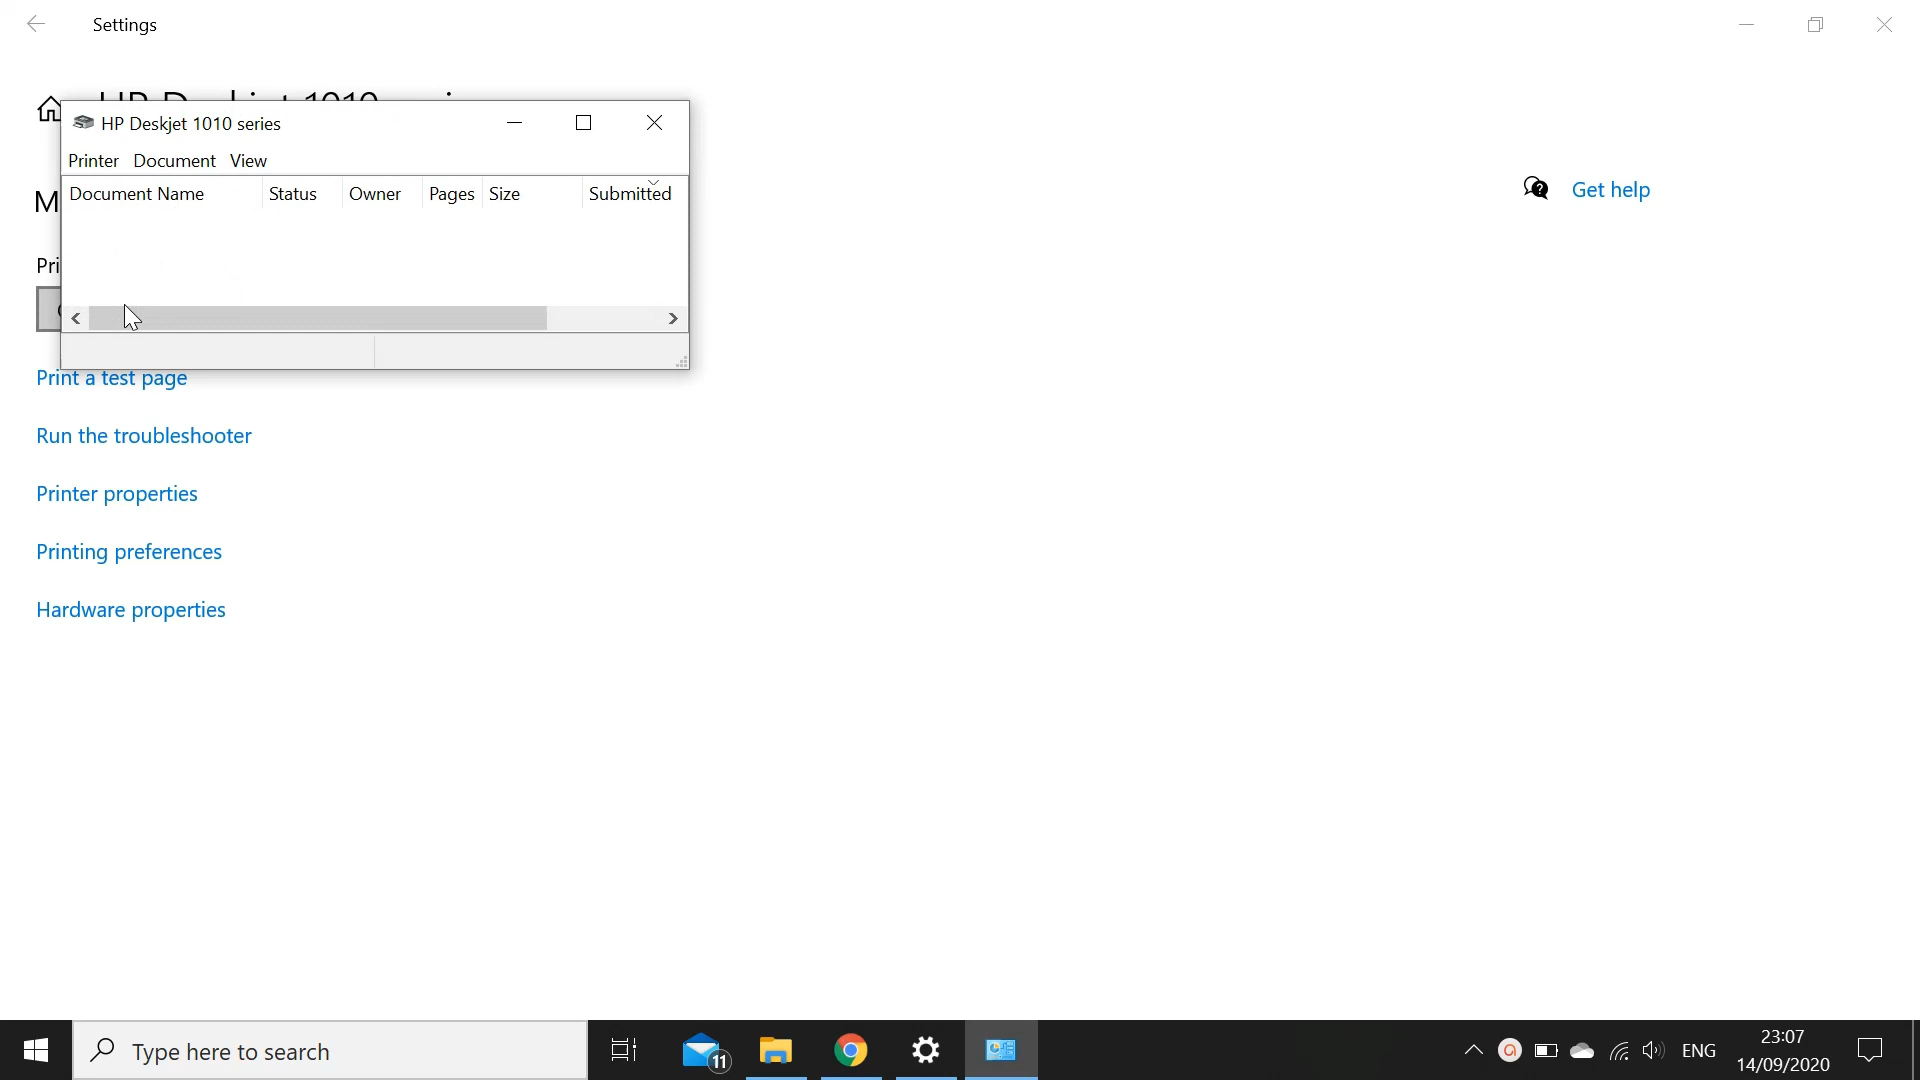 Settings
HP Deskjet 1010 series
Printer Document View
Document Name Status Owner Pages Size Submitted
Get help
M
Pri
Print a test page
Run the troubleshooter
Printer properties
Printing preferences
Hardware properties
Type here to search
11
ENG
23:07
14/09/2020